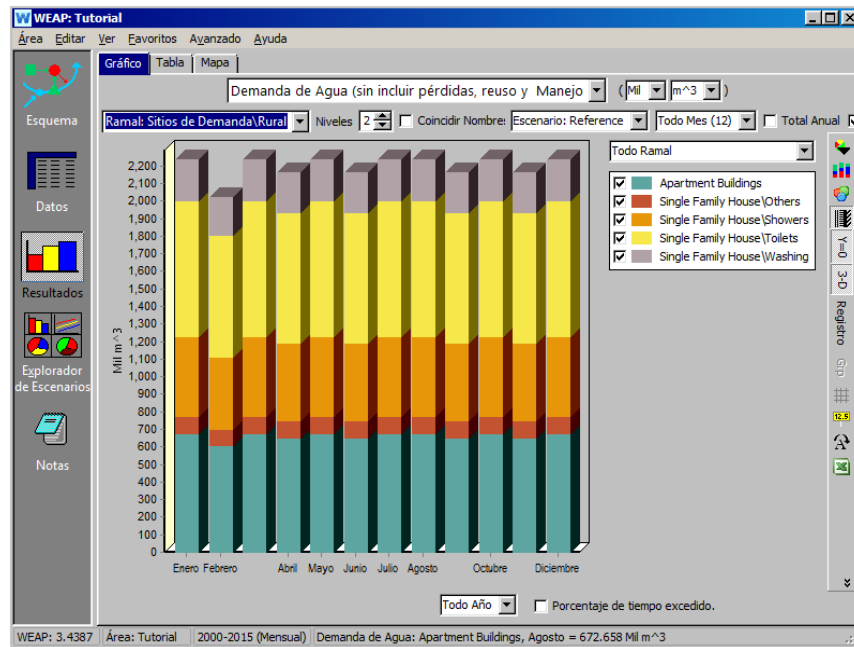 WEAP: Tutorial
Área Editar Ver Favoritos Avanzado Ayuda
Gráfico Tabla Mapa
Demanda de Agua (sin incluir pérdidas, reuso y Manejo ( Mil m^3 )
Ramal: Sitios de Demanda\Rural Niveles 2 Coincidir Nombre: Escenario: Reference Todo Mes (12) Total Anual
Todo Ramal
Apartment Buildings
Single Family House\Others
Single Family House\Showers
Single Family House\Toilets
Single Family House\Washing
Esquema
Datos
Resultados
Explorador
de Escenarios
Notas
Y=0
3-D
Registro
Grp
12.5
Mil m^3
2,200
2,100
2,000
1,900
1,800
1,700
1,600
1,500
1,400
1,300
1,200
1,100
1,000
900
800
700
600
500
400
300
200
100
0
Enero Febrero Abril Mayo Junio Julio Agosto Octubre Diciembre
Todo Año Porcentaje de tiempo excedido.
WEAP: 3.4387 Área: Tutorial 2000-2015 (Mensual) Demanda de Agua: Apartment Buildings, Agosto = 672.658 Mil m^3